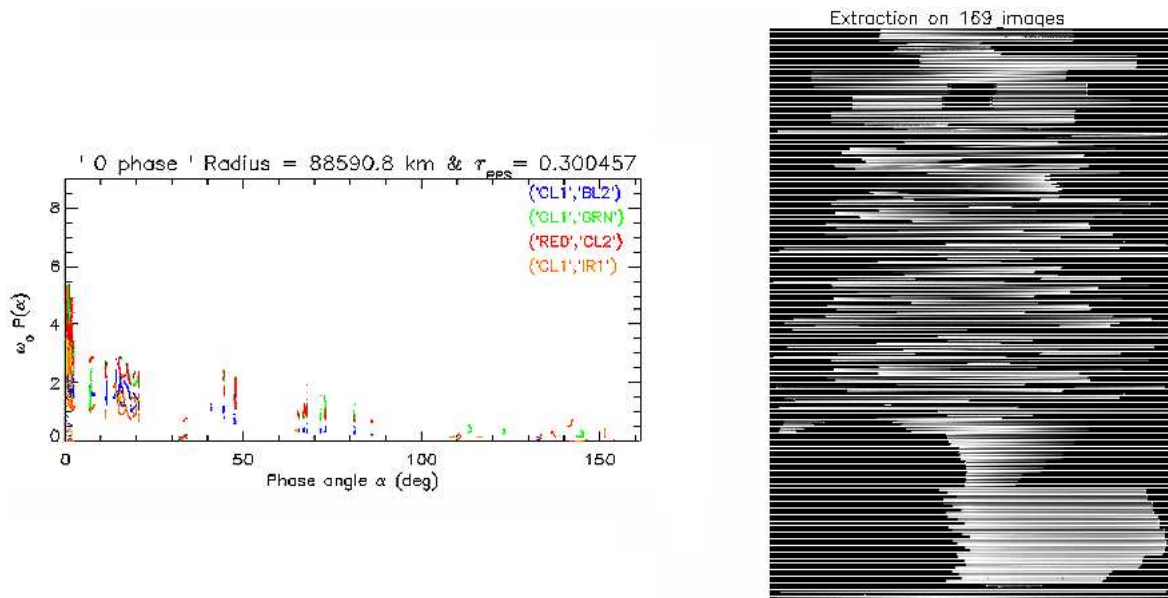 Extraction on 169 images
' 0 phase ' Radius = 88590.8 km & τpps = 0.300457
('CL1','BL2')
('CL1','GRN')
('RED','CL2')
('CL1','IR1')
8
6
4
2
0
ω₀ P(α)
0 50 100 150
Phase angle α (deg)